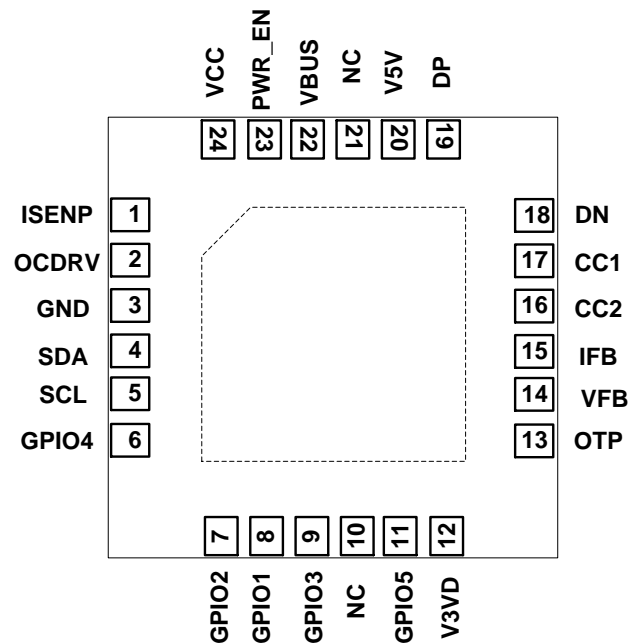 VCC PWR_EN VBUS NC V5V DP
24 23 22 21 20 19
ISENP 1 18 DN
OCDRV 2 17 CC1
GND 3 16 CC2
SDA 4 15 IFB
SCL 5 14 VFB
GPIO4 6 13 OTP
7 8 9 10 11 12
GPIO2 GPIO1 GPIO3 NC GPIO5 V3VD